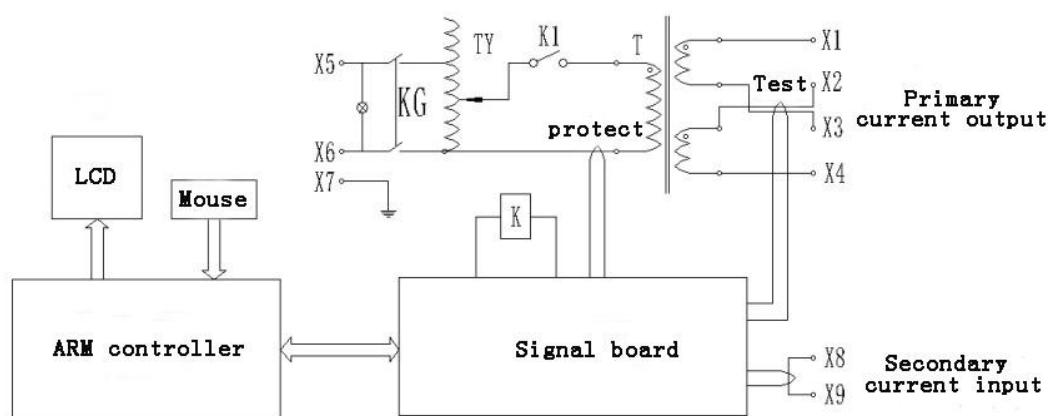 TY
K1
T
X1
X5
KG
Test
X2
Primary
current output
protect
X3
X6
X4
X7
LCD
Mouse
K
ARM controller
Signal board
X8
Secondary
current input
X9